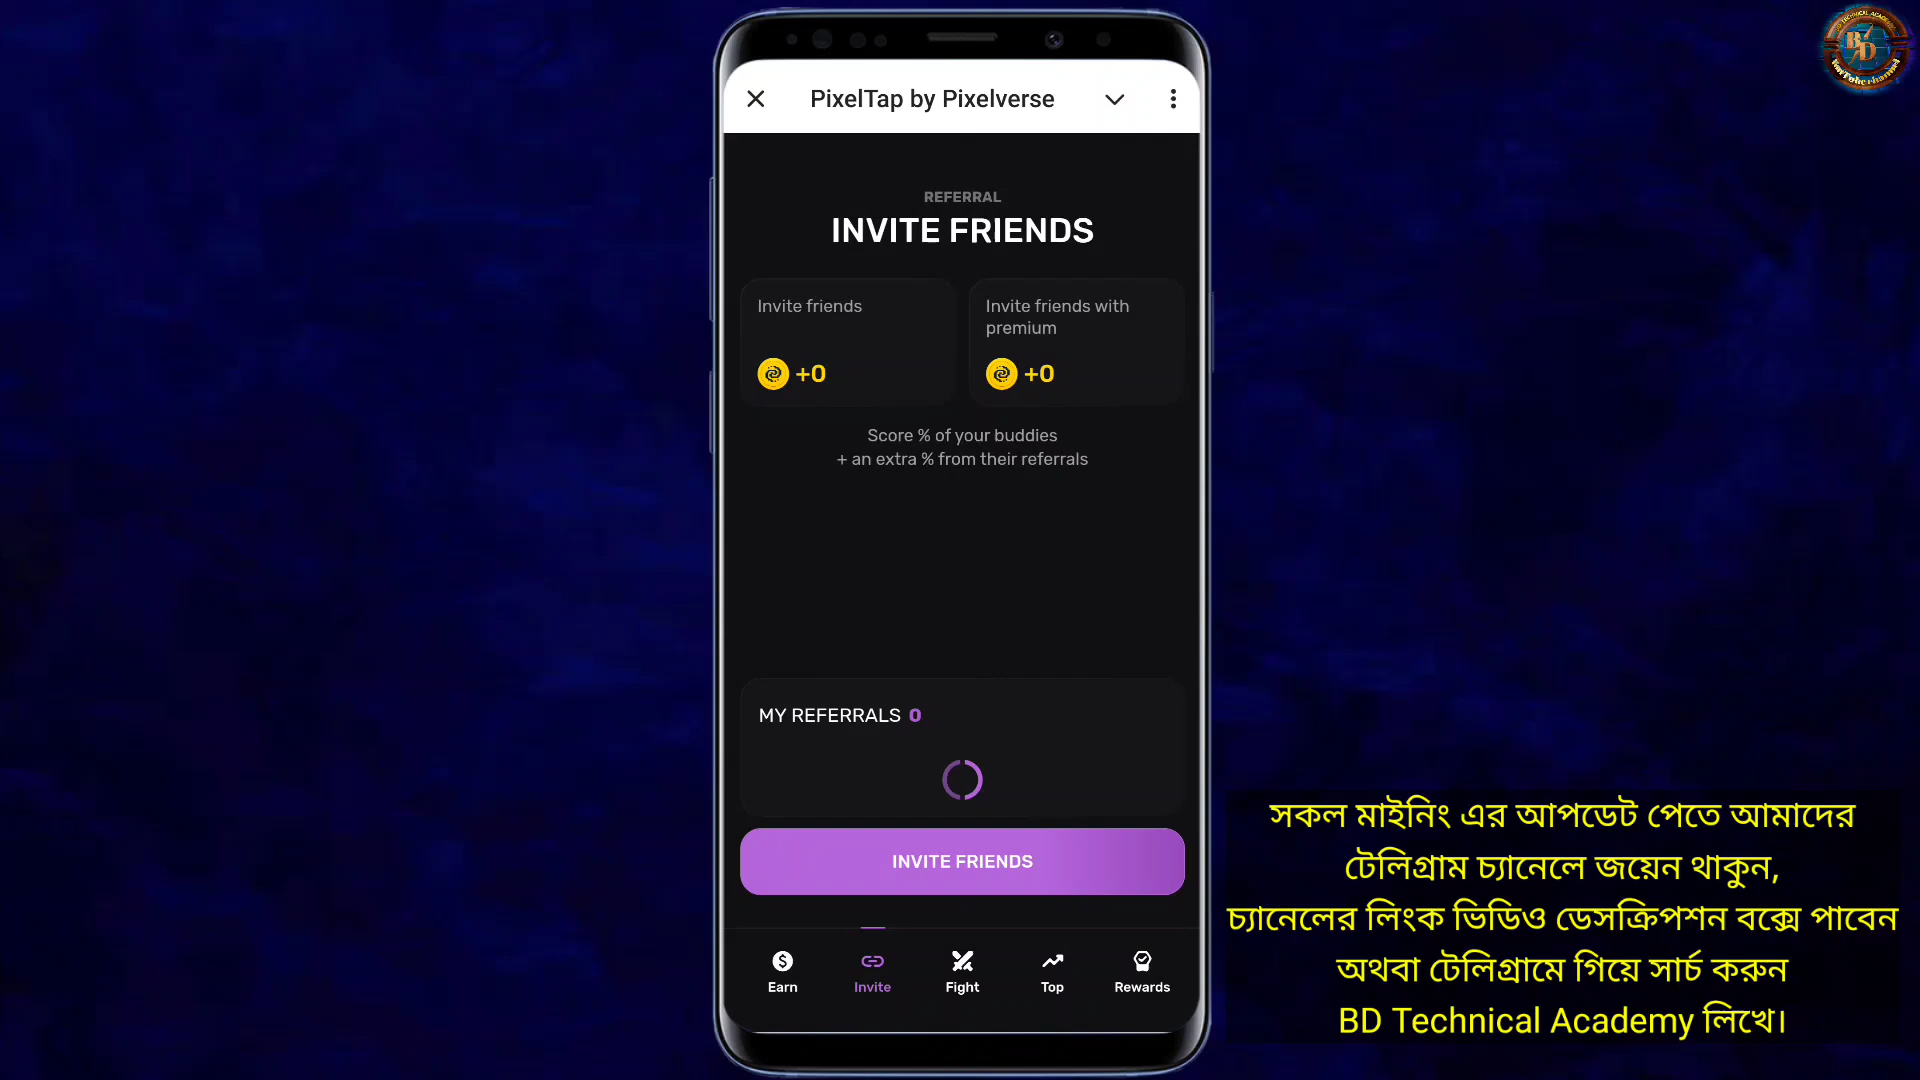 PixelTap by Pixelverse
REFERRAL
INVITE FRIENDS
Invite friends
+0
Invite friends with
premium
+0
Score % of your buddies
+ an extra % from their referrals
MY REFERRALS 0
INVITE FRIENDS
Earn
Invite
Fight
Top
Rewards
সকল মাইনিং এর আপডেট পেতে আমাদের
টেলিগ্রাম চ্যানেলে জয়েন থাকুন,
চ্যানেলের লিংক ভিডিও ডেসক্রিপশন বক্সে পাবেন
অথবা টেলিগ্রামে গিয়ে সার্চ করুন
BD Technical Academy লিখে।
BD